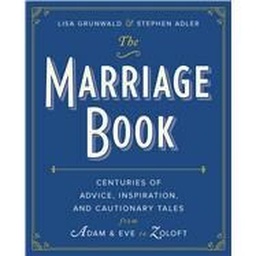 LISA GRUNWALD & STEPHEN ADLER
The
MARRIAGE
BOOK
CENTURIES OF
ADVICE, INSPIRATION,
AND CAUTIONARY TALES
from
ADAM & EVE to ZOLOFT